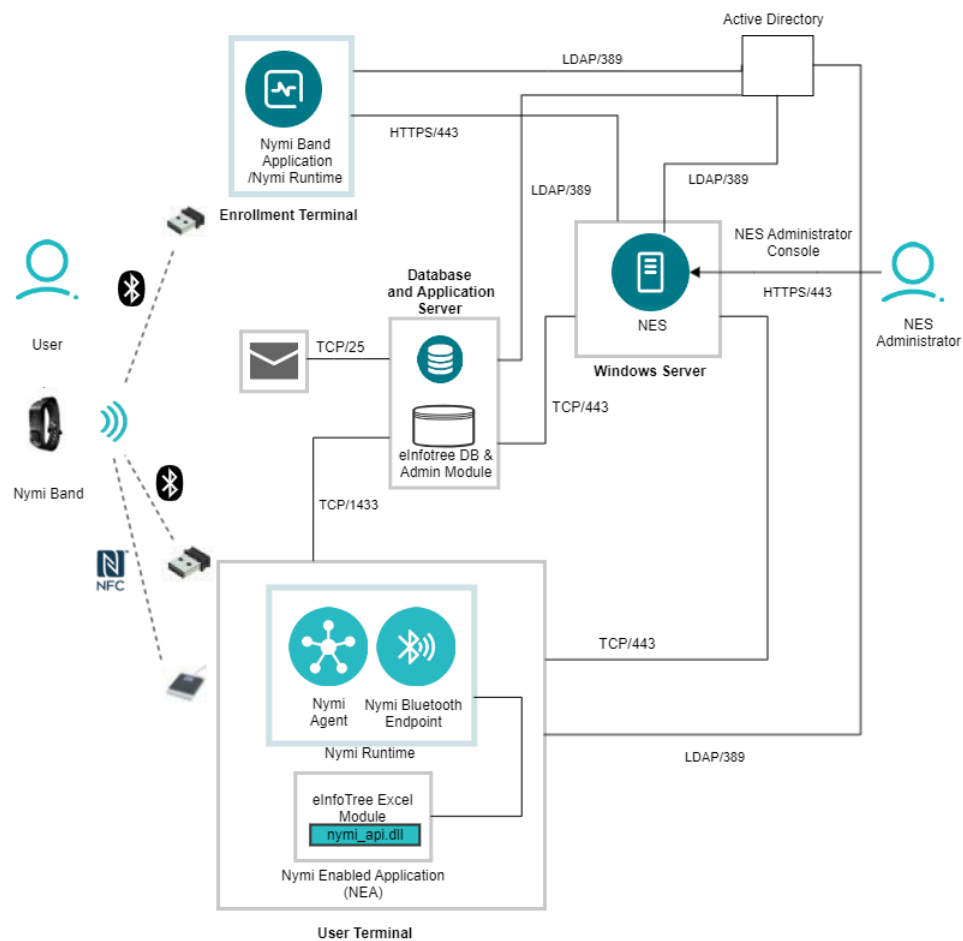 Active Directory
LDAP/389
Nymi Band
Application
/Nymi Runtime
HTTPS/443
LDAP/389
LDAP/389
Enrollment Terminal
NES Administrator
Console
HTTPS/443
Database
and Application
Server
NES
NES
Administrator
User
TCP/25
Windows Server
TCP/443
eInfotree DB &
Admin Module
Nymi Band
TCP/1433
NFC
TCP/443
Nymi
Agent
Nymi Bluetooth
Endpoint
Nymi Runtime
LDAP/389
eInfoTree Excel
Module
nymi_api.dll
Nymi Enabled Application
(NEA)
User Terminal